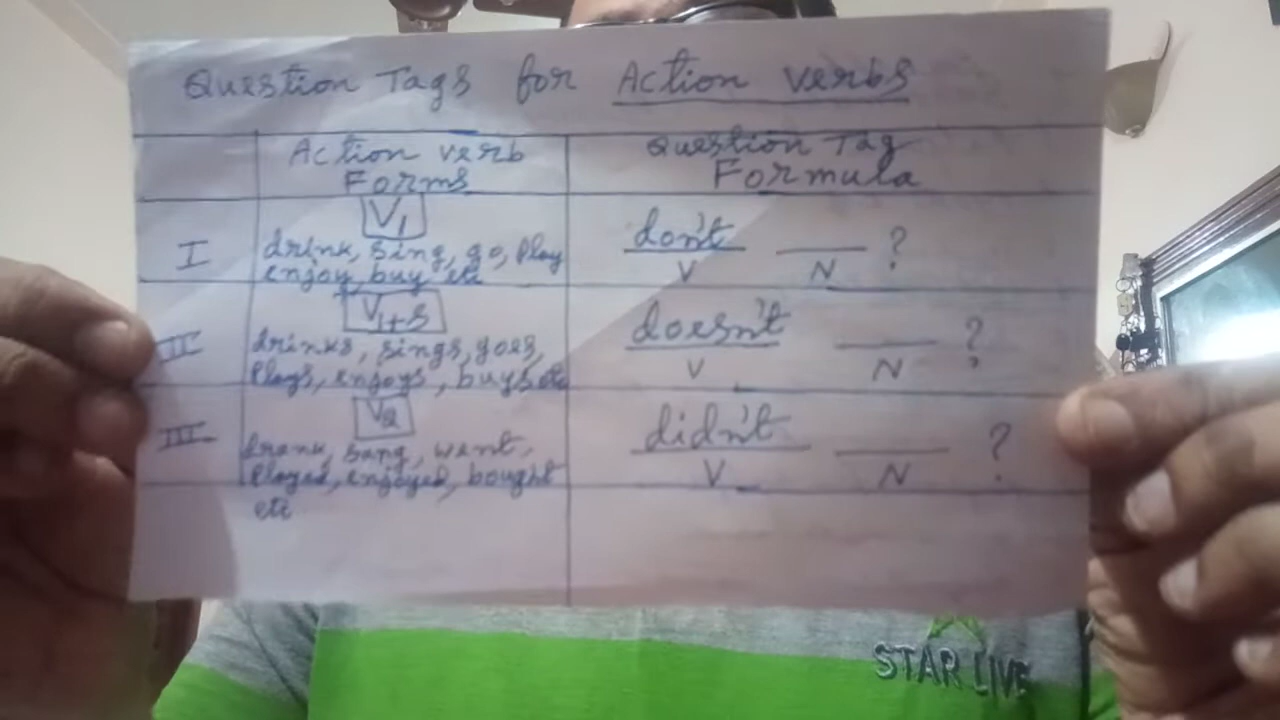 Question Tags for Action verbs
Action verb
Forms
Question Tag
Formula
I
V1
drink, sing, go, Play
enjoy, buy etc
don't ?
V N
II
V1+s
drinks, sings, goes,
Plays, enjoys, buys etc
doesn't ?
V N
III
V2
drank, sang, went,
Played, enjoyed, bought
etc
didn't ?
V N
STAR LIVE